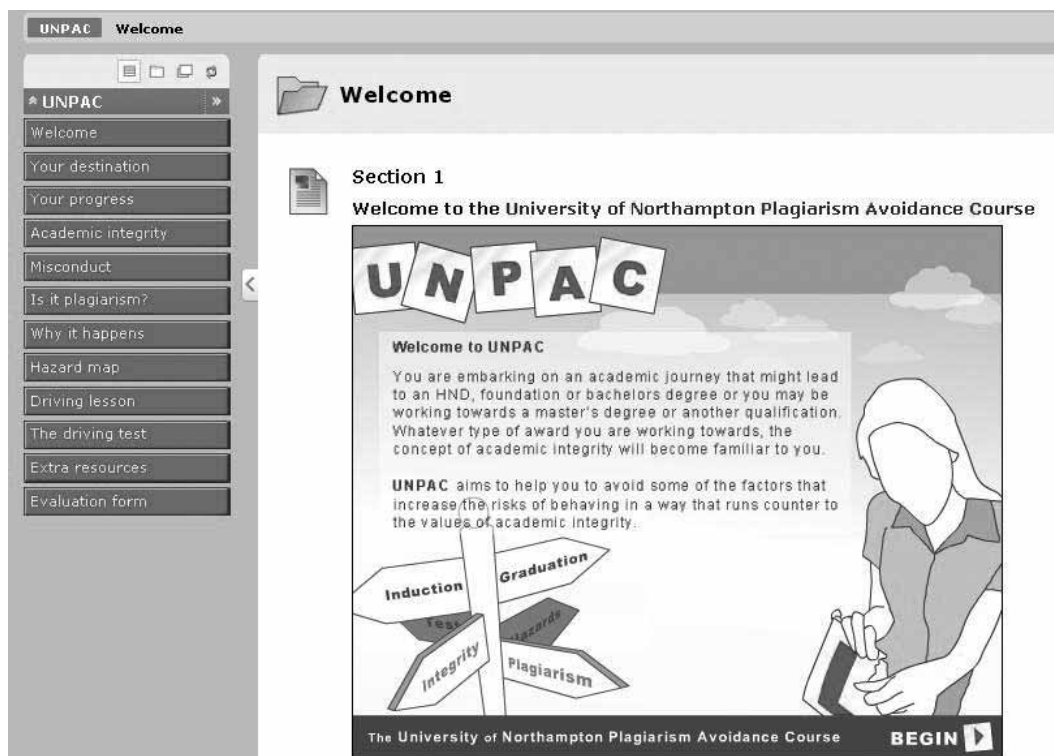 UNPAC Welcome
UNPAC
Welcome
Your destination
Your progress
Academic integrity
Misconduct
Is it plagiarism?
Why it happens
Hazard map
Driving lesson
The driving test
Extra resources
Evaluation form
Welcome
Section 1
Welcome to the University of Northampton Plagiarism Avoidance Course
UNPAC
Welcome to UNPAC
You are embarking on an academic journey that might lead
to an HND, foundation or bachelors degree or you may be
working towards a master's degree or another qualification.
Whatever type of award you are working towards, the
concept of academic integrity will become familiar to you.
UNPAC aims to help you to avoid some of the factors that
increase the risks of behaving in a way that runs counter to
the values of academic integrity.
Induction
Graduation
Test
Hazards
Integrity
Plagiarism
The University of Northampton Plagiarism Avoidance Course
BEGIN